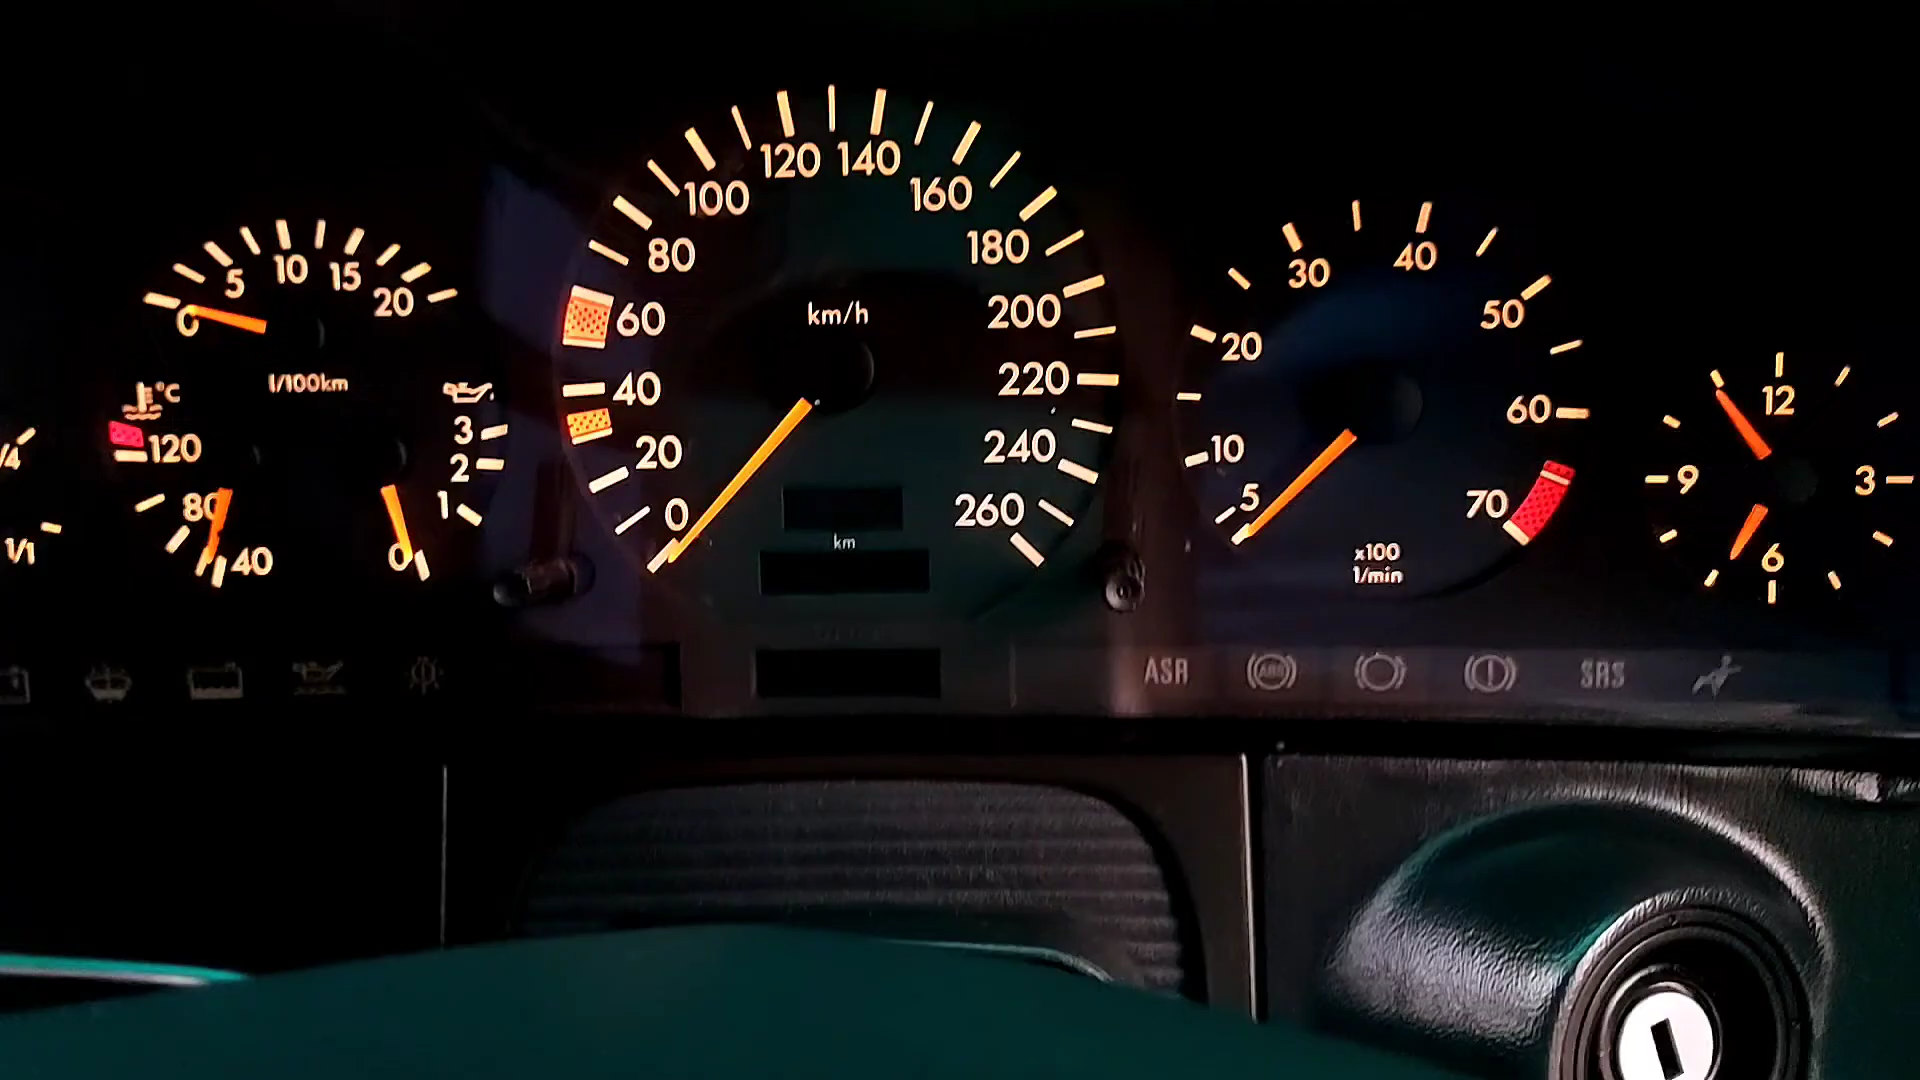 0 5 10 15 20
l/100km
°C
120
80
40
3
2
1
0
/4
1/1
0 20 40 60 80 100 120 140 160 180 200 220 240 260
km/h
km
5 10 20 30 40 50 60 70
x100
1/min
12
3
6
9
ASR
ABS
SRS